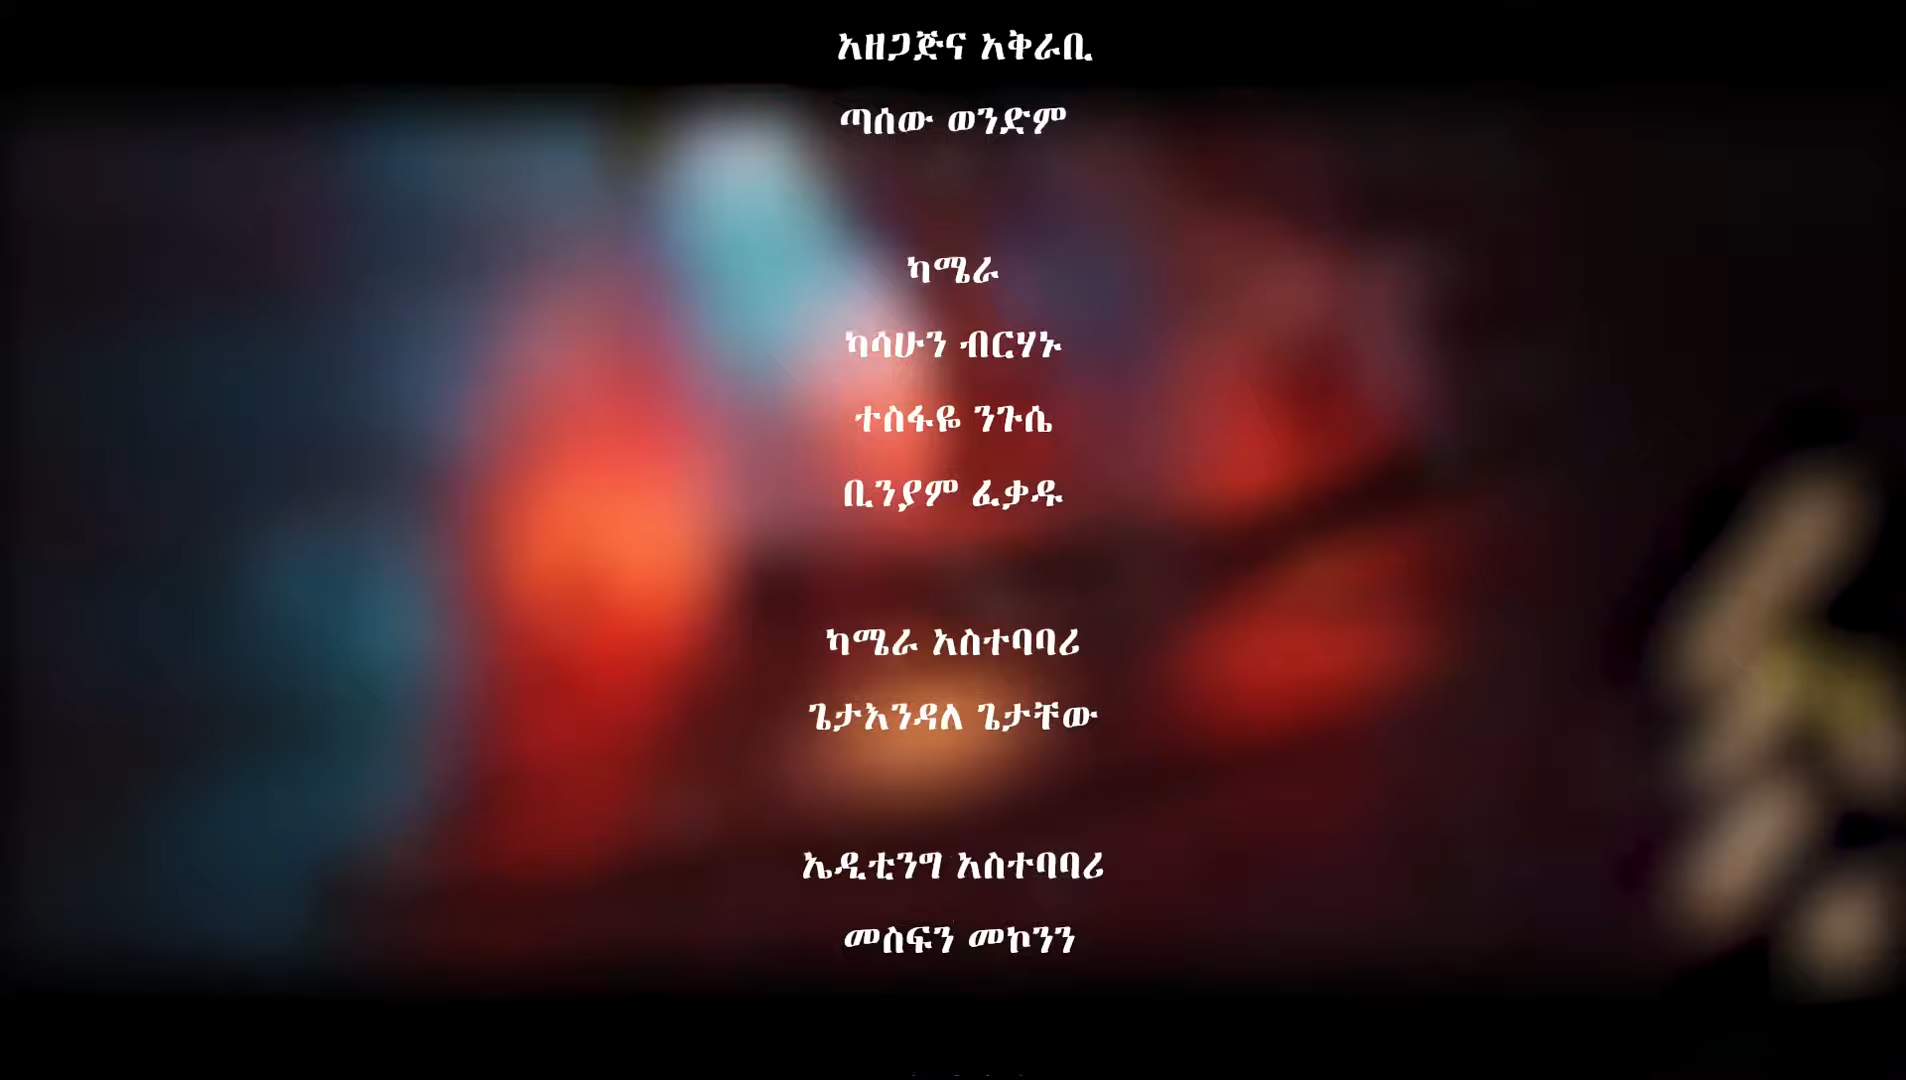 አዘጋጅና አቅራቢ
ጣሰው ወንድም
ካሜራ
ካሳሁን ብርሃኑ
ተስፋዬ ንጉሴ
ቢንያም ፈቃዱ
ካሜራ አስተባባሪ
ጌታእንዳለ ጌታቸው
ኤዲቲንግ አስተባባሪ
መስፍን መኮንን